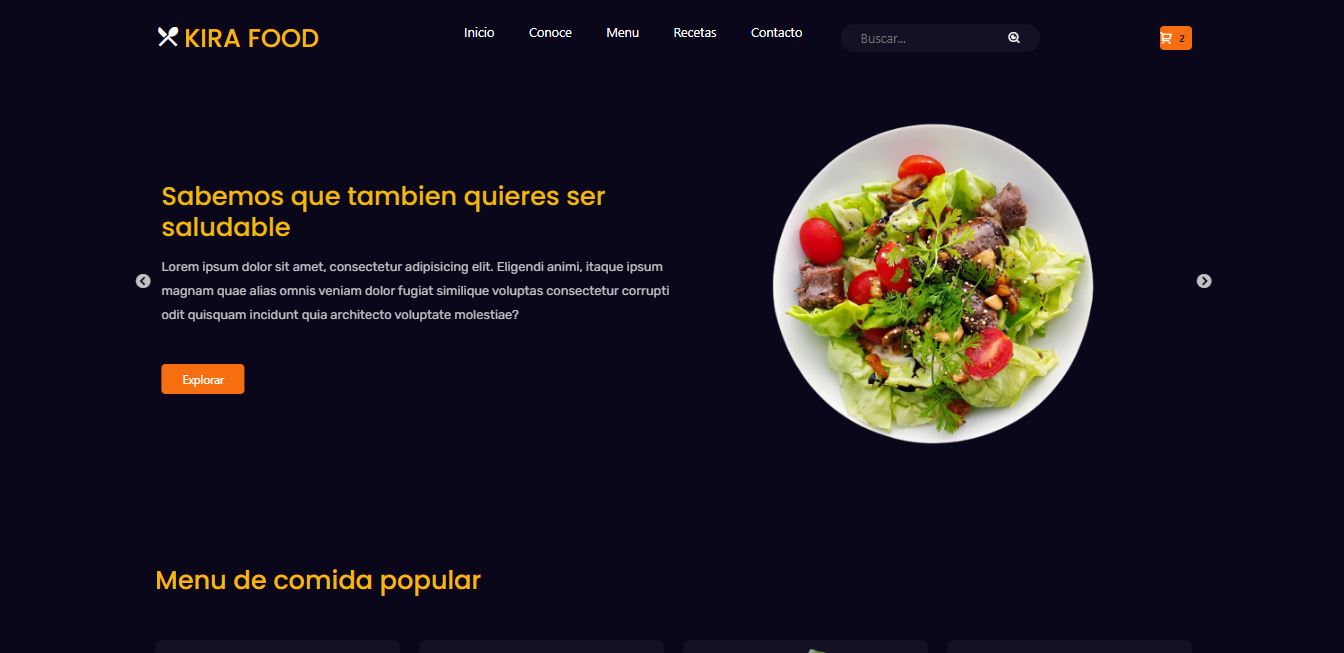 KIRA FOOD
Inicio Conoce Menu Recetas Contacto
Buscar...
2
Sabemos que tambien quieres ser
saludable
Lorem ipsum dolor sit amet, consectetur adipisicing elit. Eligendi animi, itaque ipsum
magnam quae alias omnis veniam dolor fugiat similique voluptas consectetur corrupti
odit quisquam incidunt quia architecto voluptate molestiae?
Explorar
Menu de comida popular